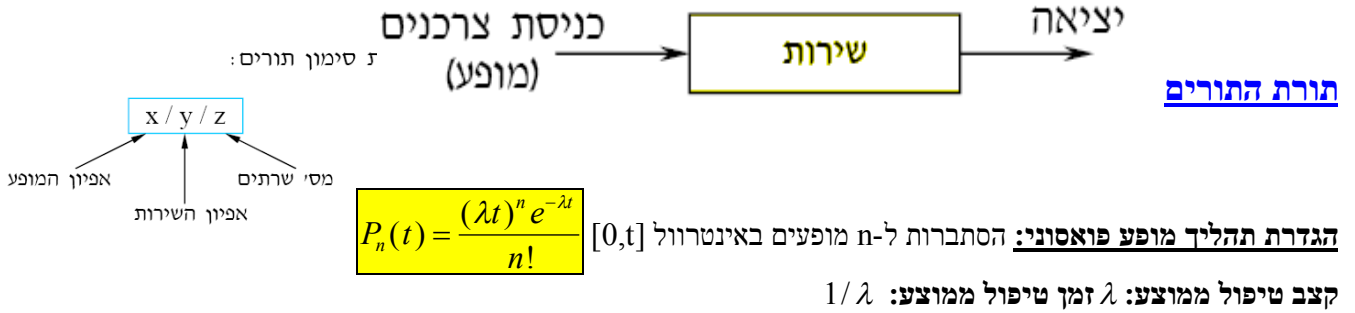 כניסת צרכנים
(מופע)
שירות
יציאה
ת סימון תורים:
תורת התורים
x / y / z
אפיון המופע
אפיון השירות
מס׳ שרתים
הגדרת תהליך מופע פואסוני: הסתברות ל-n מופעים באינטרוול [0,t] P_n(t) = \frac{(\lambda t)^n e^{-\lambda t}}{n!}
קצב טיפול ממוצע: λ זמן טיפול ממוצע: 1/ λ